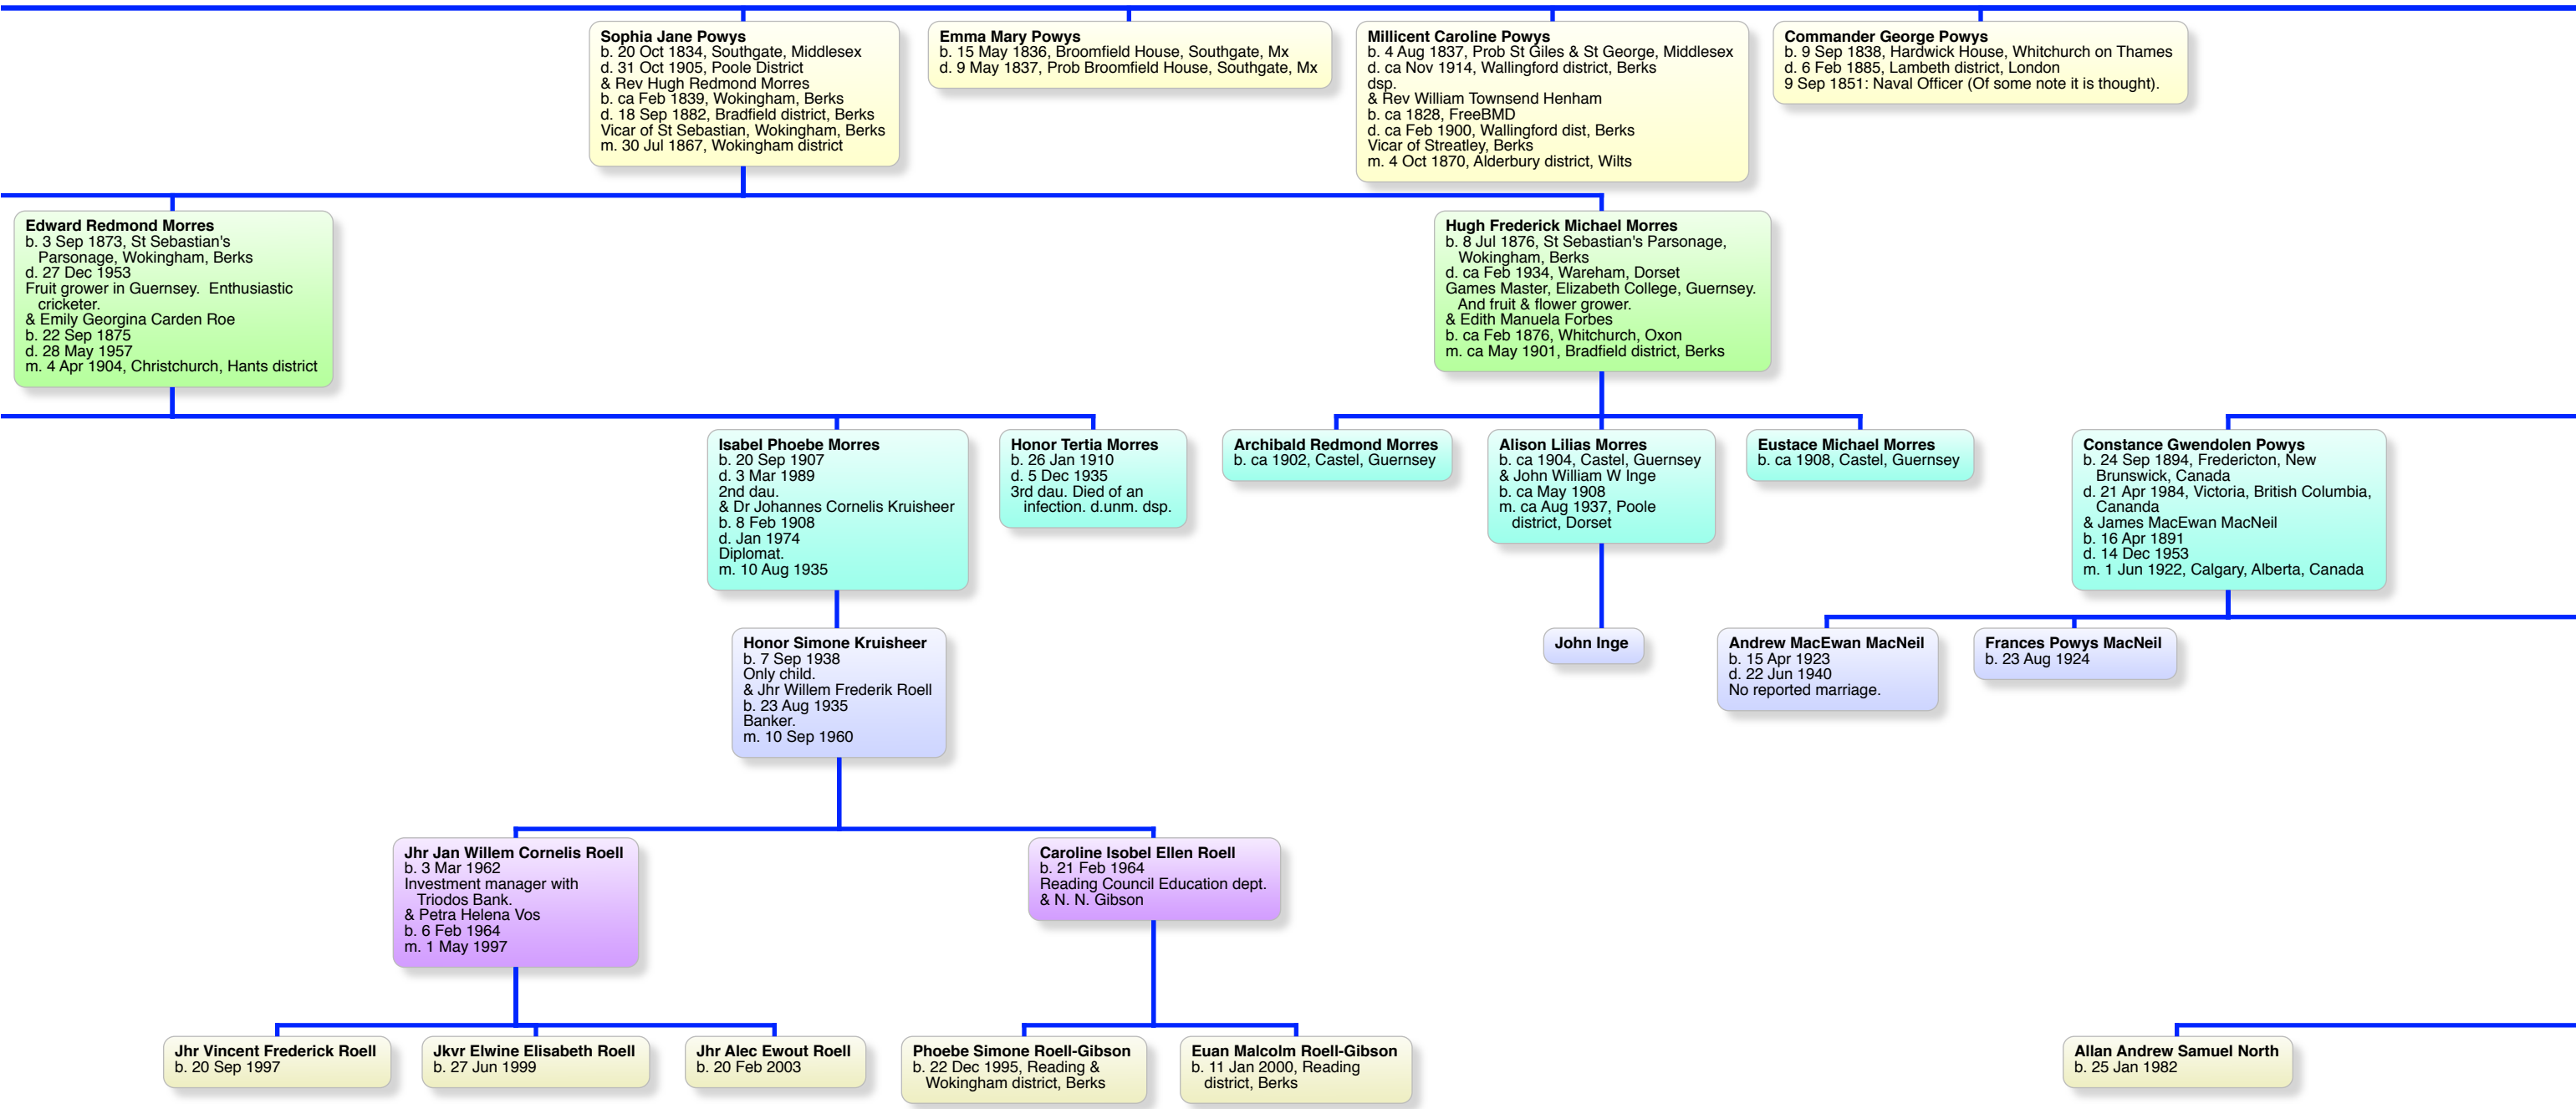 Sophia Jane Powys
b. 20 Oct 1834, Southgate, Middlesex
d. 31 Oct 1905, Poole District
& Rev Hugh Redmond Morres
b. ca Feb 1839, Wokingham, Berks
d. 18 Sep 1882, Bradfield district, Berks
Vicar of St Sebastian, Wokingham, Berks
m. 30 Jul 1867, Wokingham district
Emma Mary Powys
b. 15 May 1836, Broomfield House, Southgate, Mx
d. 9 May 1837, Prob Broomfield House, Southgate, Mx
Millicent Caroline Powys
b. 4 Aug 1837, Prob St Giles & St George, Middlesex
d. ca Nov 1914, Wallingford district, Berks
dsp.
& Rev William Townsend Henham
b. ca 1828, FreeBMD
d. ca Feb 1900, Wallingford dist, Berks
Vicar of Streatley, Berks
m. 4 Oct 1870, Alderbury district, Wilts
Commander George Powys
b. 9 Sep 1838, Hardwick House, Whitchurch on Thames
d. 6 Feb 1885, Lambeth district, London
9 Sep 1851: Naval Officer (Of some note it is thought).
Edward Redmond Morres
b. 3 Sep 1873, St Sebastian's
Parsonage, Wokingham, Berks
d. 27 Dec 1953
Fruit grower in Guernsey.  Enthusiastic
cricketer.
& Emily Georgina Carden Roe
b. 22 Sep 1875
d. 28 May 1957
m. 4 Apr 1904, Christchurch, Hants district
Hugh Frederick Michael Morres
b. 8 Jul 1876, St Sebastian's Parsonage,
Wokingham, Berks
d. ca Feb 1934, Wareham, Dorset
Games Master, Elizabeth College, Guernsey.
And fruit & flower grower.
& Edith Manuela Forbes
b. ca Feb 1876, Whitchurch, Oxon
m. ca May 1901, Bradfield district, Berks
Isabel Phoebe Morres
b. 20 Sep 1907
d. 3 Mar 1989
2nd dau.
& Dr Johannes Cornelis Kruisheer
b. 8 Feb 1908
d. Jan 1974
Diplomat.
m. 10 Aug 1935
Honor Tertia Morres
b. 26 Jan 1910
d. 5 Dec 1935
3rd dau. Died of an
infection. d.unm. dsp.
Archibald Redmond Morres
b. ca 1902, Castel, Guernsey
Alison Lilias Morres
b. ca 1904, Castel, Guernsey
& John William W Inge
b. ca May 1908
m. ca Aug 1937, Poole
district, Dorset
Eustace Michael Morres
b. ca 1908, Castel, Guernsey
Constance Gwendolen Powys
b. 24 Sep 1894, Fredericton, New
Brunswick, Canada
d. 21 Apr 1984, Victoria, British Columbia,
Cananda
& James MacEwan MacNeil
b. 16 Apr 1891
d. 14 Dec 1953
m. 1 Jun 1922, Calgary, Alberta, Canada
Honor Simone Kruisheer
b. 7 Sep 1938
Only child.
& Jhr Willem Frederik Roell
b. 23 Aug 1935
Banker.
m. 10 Sep 1960
John Inge
Andrew MacEwan MacNeil
b. 15 Apr 1923
d. 22 Jun 1940
No reported marriage.
Frances Powys MacNeil
b. 23 Aug 1924
Jhr Jan Willem Cornelis Roell
b. 3 Mar 1962
Investment manager with
Triodos Bank.
& Petra Helena Vos
b. 6 Feb 1964
m. 1 May 1997
Caroline Isobel Ellen Roell
b. 21 Feb 1964
Reading Council Education dept.
& N. N. Gibson
Jhr Vincent Frederick Roell
b. 20 Sep 1997
Jkvr Elwine Elisabeth Roell
b. 27 Jun 1999
Jhr Alec Ewout Roell
b. 20 Feb 2003
Phoebe Simone Roell-Gibson
b. 22 Dec 1995, Reading &
Wokingham district, Berks
Euan Malcolm Roell-Gibson
b. 11 Jan 2000, Reading
district, Berks
Allan Andrew Samuel North
b. 25 Jan 1982